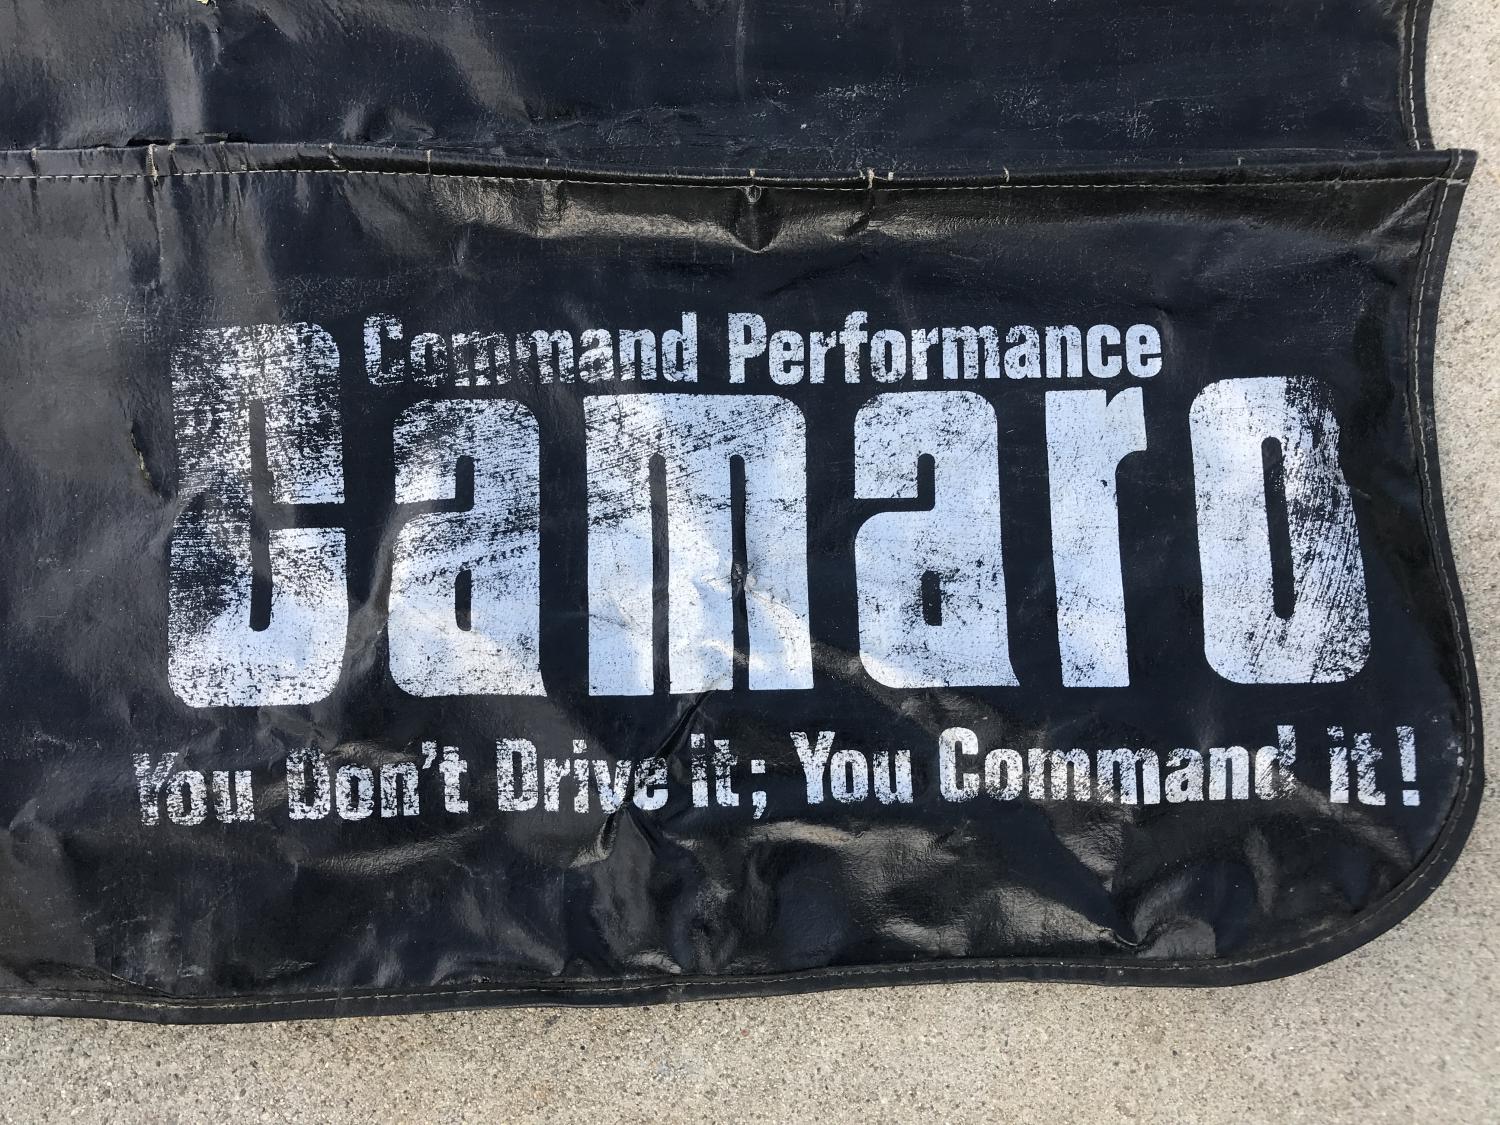 Command Performance
Camaro
You Don't Drive it; You Command it!